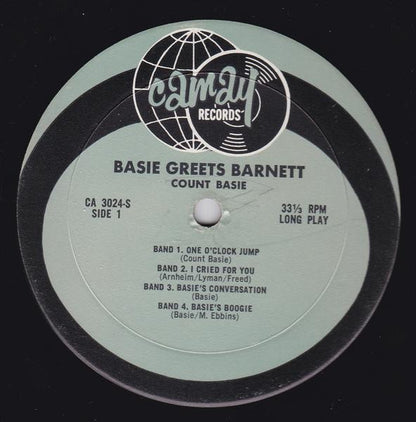 camay
RECORDS
BASIE GREETS BARNETT
COUNT BASIE
CA 3024-S
SIDE 1
33⅓ RPM
LONG PLAY
BAND 1. ONE O'CLOCK JUMP
(Count Basie)
BAND 2. I CRIED FOR YOU
(Arnheim/Lyman/Freed)
BAND 3. BASIE'S CONVERSATION
(Basie)
BAND 4. BASIE'S BOOGIE
(Basie/M. Ebbins)